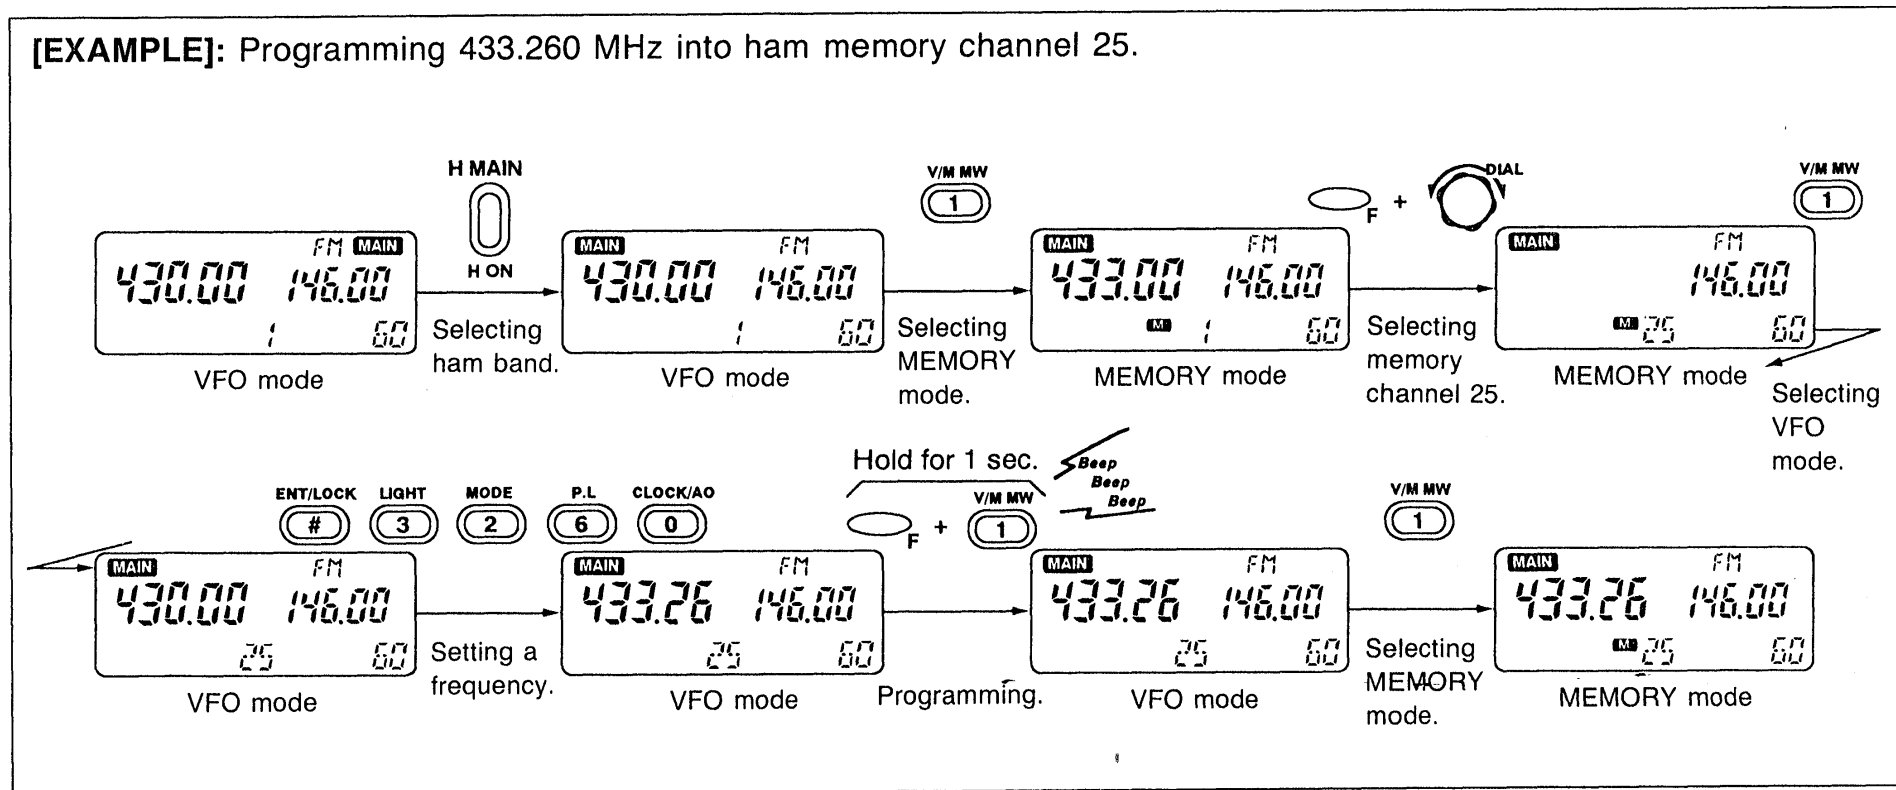 [EXAMPLE]: Programming 433.260 MHz into ham memory channel 25.
H MAIN
H ON
V/M MW
1
F + DIAL
V/M MW
1
FM MAIN
430.00 146.00
1 60
VFO mode
Selecting
ham band.
MAIN FM
430.00 146.00
1 60
VFO mode
Selecting
MEMORY
mode.
MAIN FM
433.00 146.00
M 1 60
MEMORY mode
Selecting
memory
channel 25.
MAIN FM
146.00
M 25 60
MEMORY mode
Selecting
VFO
mode.
ENT/LOCK LIGHT MODE P.L CLOCK/AO
# 3 2 6 0
Hold for 1 sec.
F + V/M MW
1
Beep
Beep
Beep
V/M MW
1
MAIN FM
430.00 146.00
25 60
VFO mode
Setting a
frequency.
MAIN FM
433.26 146.00
25 60
VFO mode
Programming.
MAIN FM
433.26 146.00
25 60
VFO mode
Selecting
MEMORY
mode.
MAIN FM
433.26 146.00
M 25 60
MEMORY mode